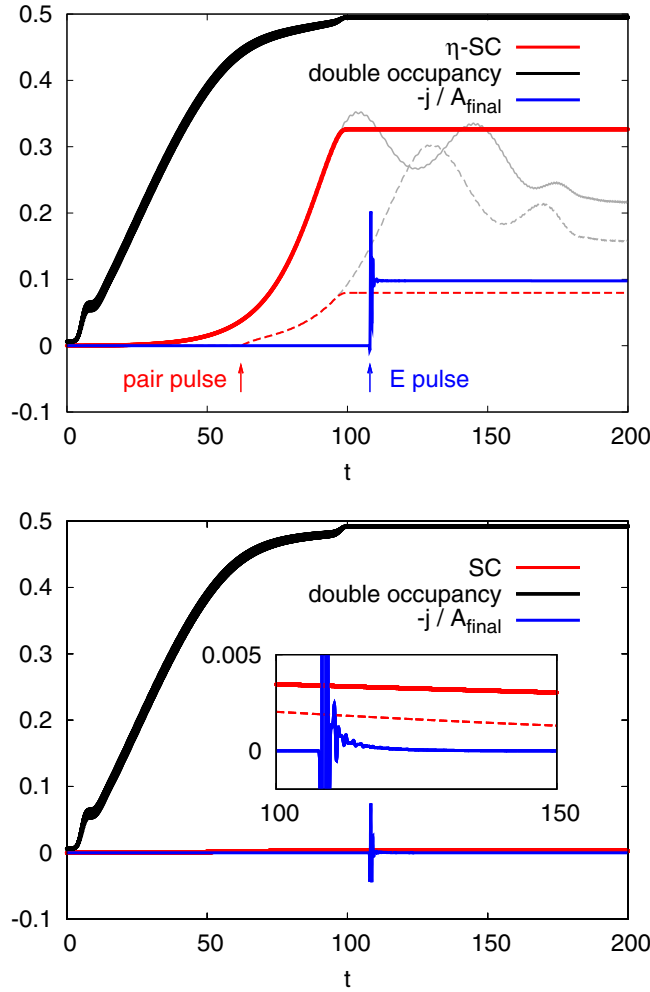 0.5
η-SC
double occupancy
-j / A_final
0.4
0.3
0.2
0.1
0
pair pulse
E pulse
-0.1
0 50 100 150 200
t
0.5
SC
double occupancy
-j / A_final
0.4
0.3
0.005
0.2
0
0.1
100 150
0
-0.1
0 50 100 150 200
t